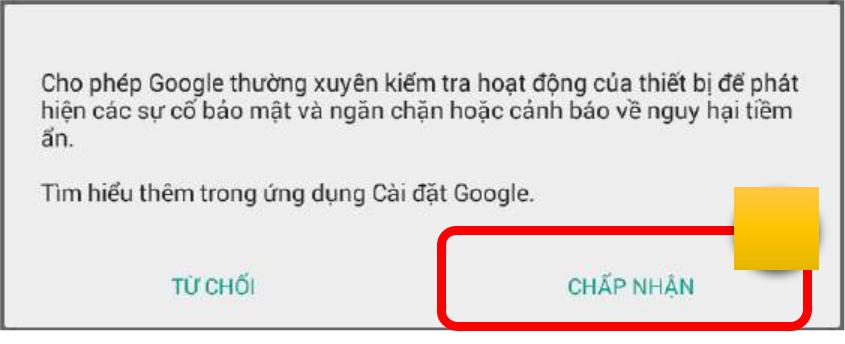 Cho phép Google thường xuyên kiểm tra hoạt động của thiết bị để phát
hiện các sự cố bảo mật và ngăn chặn hoặc cảnh báo về nguy hại tiềm
ẩn.
Tìm hiểu thêm trong ứng dụng Cài đặt Google.
TỪ CHỐI
CHẤP NHẬN